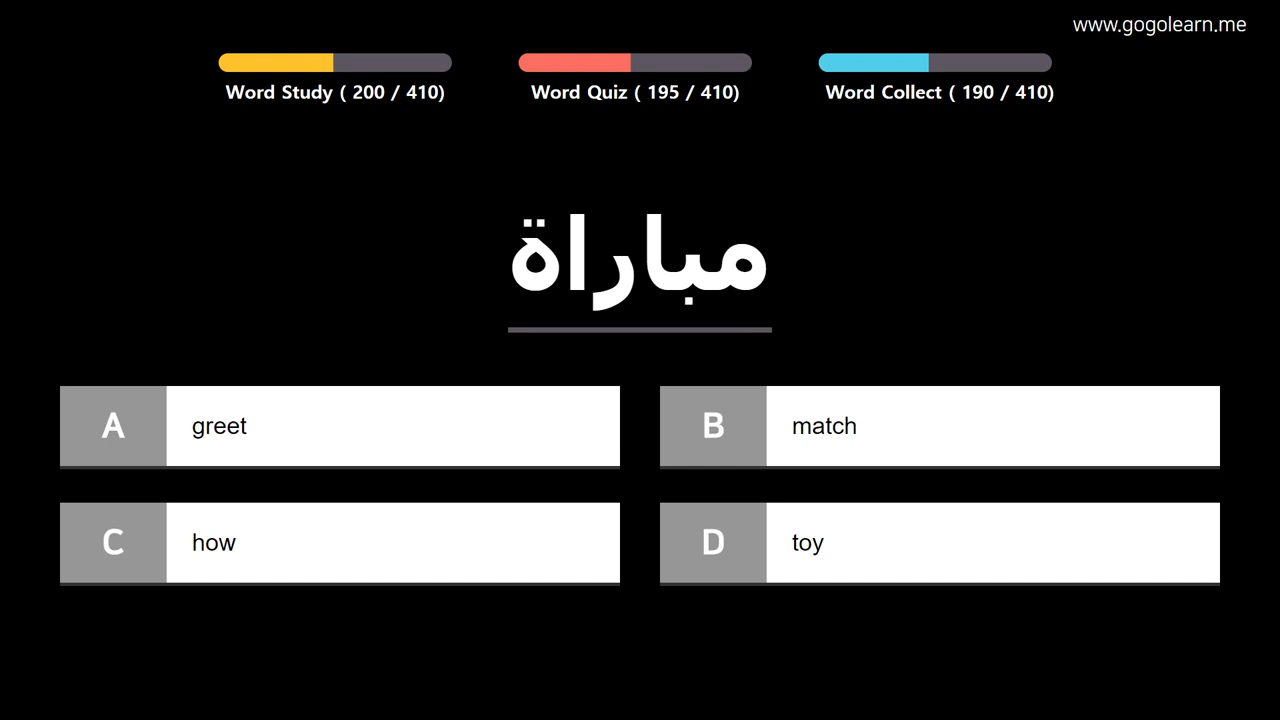 www.gogolearn.me
Word Study ( 200 / 410)
Word Quiz ( 195 / 410)
Word Collect ( 190 / 410)
مباراة
A greet
B match
C how
D toy